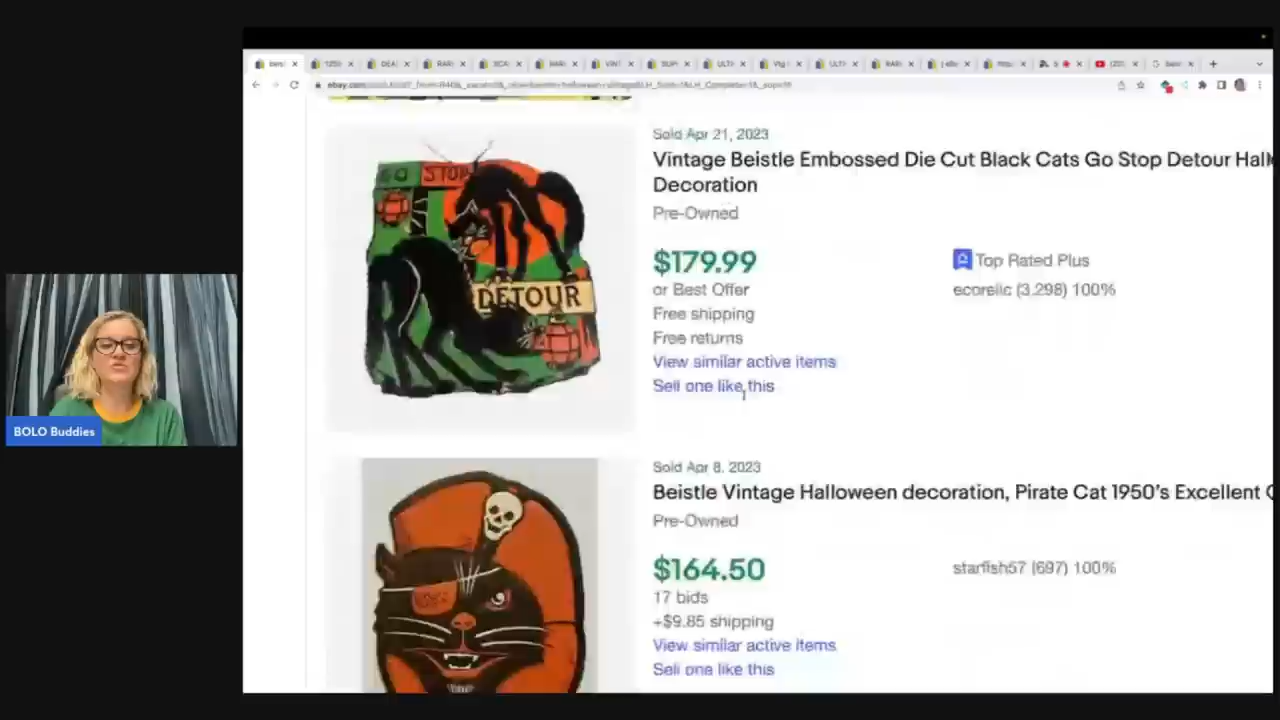 ebay.com
Sold Apr 21, 2023
Vintage Beistle Embossed Die Cut Black Cats Go Stop Detour Hall
Decoration
Pre-Owned
$179.99
Top Rated Plus
or Best Offer
ecorelic (3,298) 100%
Free shipping
Free returns
View similar active items
Sell one like this
GO STOP
DETOUR
BOLO Buddies
Sold Apr 8, 2023
Beistle Vintage Halloween decoration, Pirate Cat 1950's Excellent
Pre-Owned
$164.50
starfish57 (697) 100%
17 bids
+$9.85 shipping
View similar active items
Sell one like this